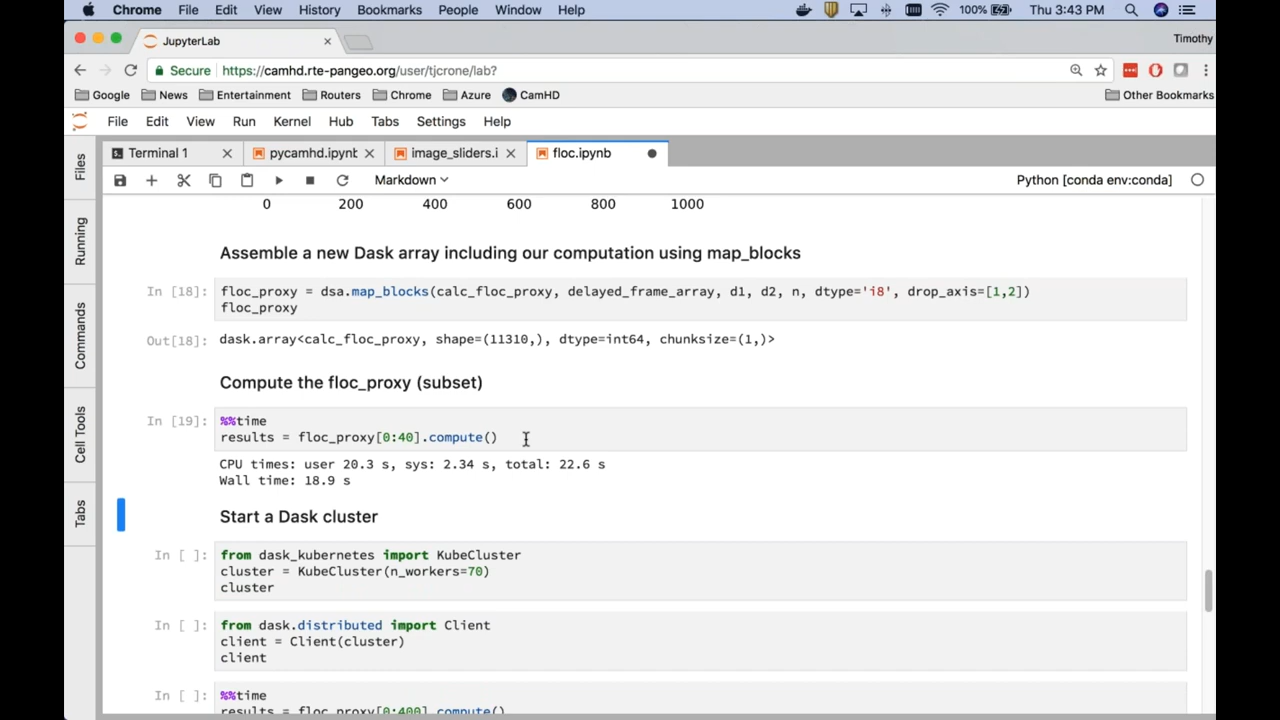 Chrome File Edit View History Bookmarks People Window Help 100% Thu 3:43 PM
JupyterLab Timothy
Secure https://camhd.rte-pangeo.org/user/tjcrone/lab?
Google News Entertainment Routers Chrome Azure CamHD Other Bookmarks
File Edit View Run Kernel Hub Tabs Settings Help
Files
Running
Commands
Cell Tools
Tabs
Terminal 1 pycamhd.ipynt image_sliders.i floc.ipynb
Markdown Python [conda env:conda]
0 200 400 600 800 1000
Assemble a new Dask array including our computation using map_blocks
In [18]: floc_proxy = dsa.map_blocks(calc_floc_proxy, delayed_frame_array, d1, d2, n, dtype='i8', drop_axis=[1,2])
floc_proxy
Out[18]: dask.array<calc_floc_proxy, shape=(11310,), dtype=int64, chunksize=(1,)>
Compute the floc_proxy (subset)
In [19]: %%time
results = floc_proxy[0:40].compute()
CPU times: user 20.3 s, sys: 2.34 s, total: 22.6 s
Wall time: 18.9 s
Start a Dask cluster
In [ ]: from dask_kubernetes import KubeCluster
cluster = KubeCluster(n_workers=70)
cluster
In [ ]: from dask.distributed import Client
client = Client(cluster)
client
In [ ]: %%time
results = floc_proxy[0:400].compute()